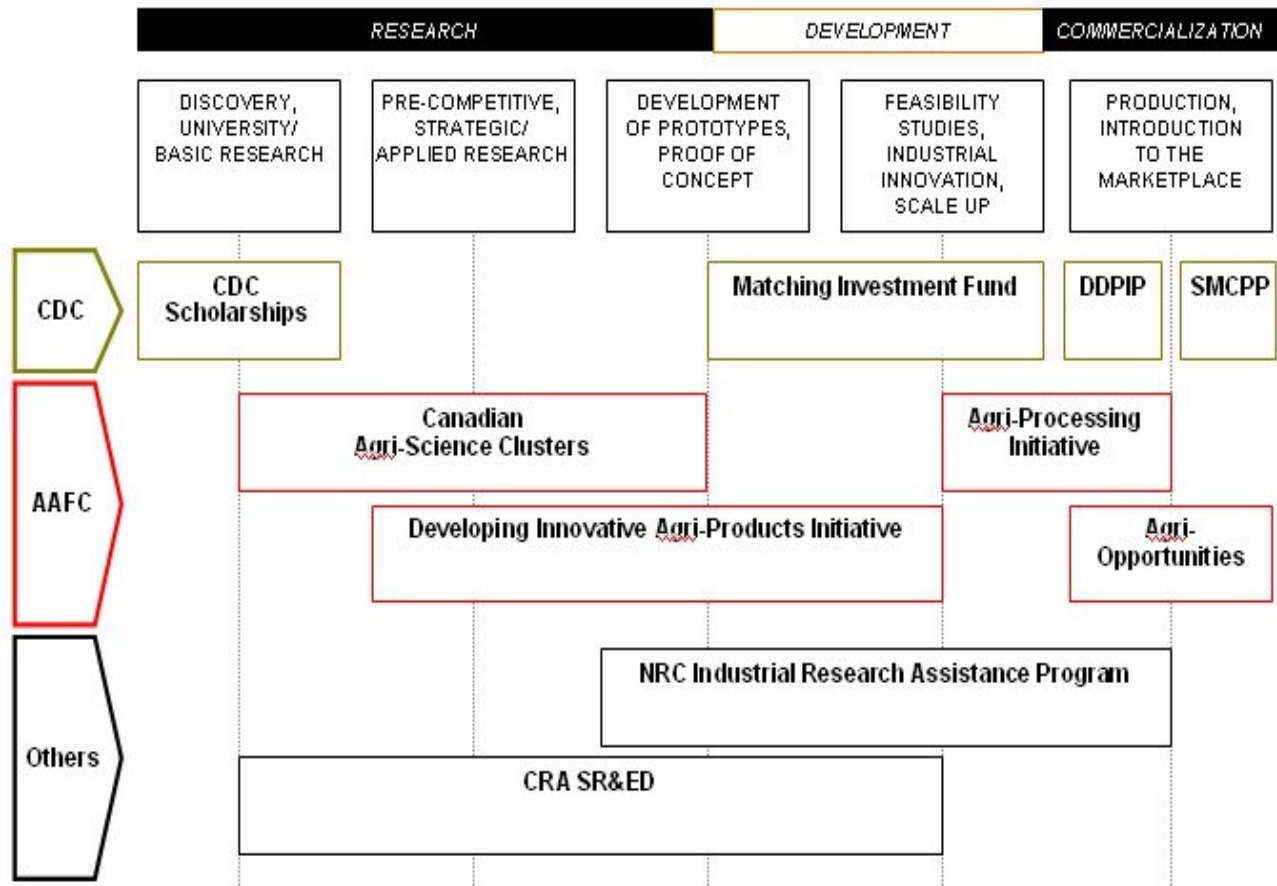 RESEARCH
DEVELOPMENT
COMMERCIALIZATION
DISCOVERY,
UNIVERSITY/
BASIC RESEARCH
PRE-COMPETITIVE,
STRATEGIC/
APPLIED RESEARCH
DEVELOPMENT
OF PROTOTYPES,
PROOF OF
CONCEPT
FEASIBILITY
STUDIES,
INDUSTRIAL
INNOVATION,
SCALE UP
PRODUCTION,
INTRODUCTION
TO THE
MARKETPLACE
CDC
CDC
Scholarships
Matching Investment Fund
DDPIP
SMCPP
AAFC
Canadian
Agri-Science Clusters
Agri-Processing
Initiative
Developing Innovative Agri-Products Initiative
Agri-
Opportunities
Others
NRC Industrial Research Assistance Program
CRA SR&ED